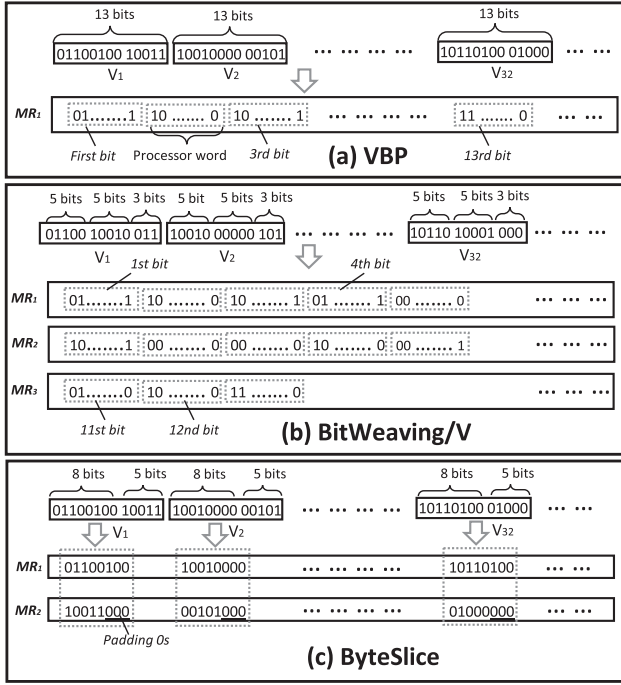 13 bits 13 bits 13 bits
01100100 10011 10010000 00101 ... ... ... ... 10110100 01000 ... ...
V1 V2 V32
MR1 01.......1 10 ....... 0 10 ....... 1 ... ... ... ... 11 ....... 0 ... ...
First bit Processor word 3rd bit 13rd bit
(a) VBP
5 bits 5 bits 3 bits 5 bit 5 bits 3 bits 5 bits 5 bits 3 bits
01100 10010 011 10010 00000 101 ... ... ... ... 10110 10001 000 ... ...
V1 V2 V32
1st bit 4th bit
MR1 01.......1 10 ....... 0 10 ....... 1 01 ....... 1 00 ....... 0 ... ... ...
MR2 10.......1 00 ....... 0 00 ....... 0 10 ....... 0 00 ....... 1 ... ... ...
MR3 01.......0 10 ....... 0 11 ....... 0 ... ... ...
11st bit 12nd bit
(b) BitWeaving/V
8 bits 5 bits 8 bits 5 bits 8 bits 5 bits
01100100 10011 10010000 00101 ... ... ... ... 10110100 01000 ... ...
V1 V2 V32
MR1 01100100 10010000 ... ... ... ... 10110100 ... ...
MR2 10011000 00101000 ... ... ... ... 01000000 ... ...
Padding 0s
(c) ByteSlice